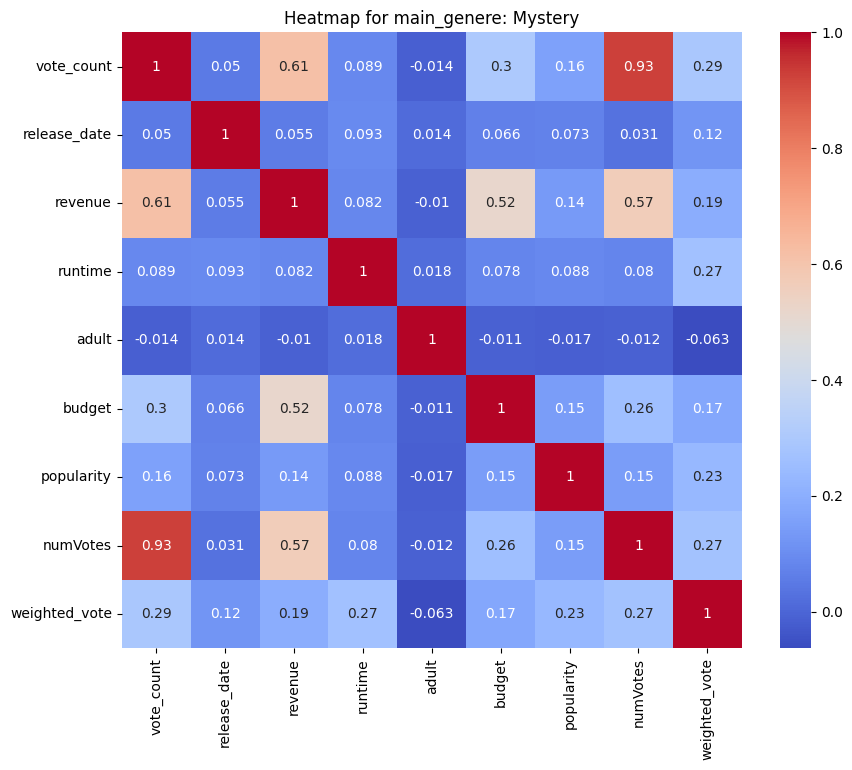 Heatmap for main_genere: Mystery
vote_count 1 0.05 0.61 0.089 -0.014 0.3 0.16 0.93 0.29
release_date 0.05 1 0.055 0.093 0.014 0.066 0.073 0.031 0.12
revenue 0.61 0.055 1 0.082 -0.01 0.52 0.14 0.57 0.19
runtime 0.089 0.093 0.082 1 0.018 0.078 0.088 0.08 0.27
adult -0.014 0.014 -0.01 0.018 1 -0.011 -0.017 -0.012 -0.063
budget 0.3 0.066 0.52 0.078 -0.011 1 0.15 0.26 0.17
popularity 0.16 0.073 0.14 0.088 -0.017 0.15 1 0.15 0.23
numVotes 0.93 0.031 0.57 0.08 -0.012 0.26 0.15 1 0.27
weighted_vote 0.29 0.12 0.19 0.27 -0.063 0.17 0.23 0.27 1
vote_count
release_date
revenue
runtime
adult
budget
popularity
numVotes
weighted_vote
1.0
0.8
0.6
0.4
0.2
0.0